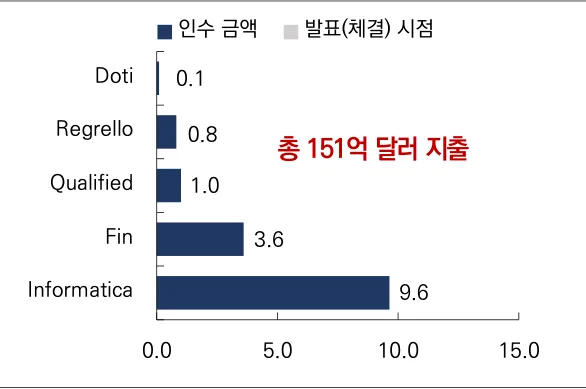 인수 금액 발표(체결) 시점
Doti 0.1
Regrello 0.8
총 151억 달러 지출
Qualified 1.0
Fin 3.6
Informatica 9.6
0.0 5.0 10.0 15.0